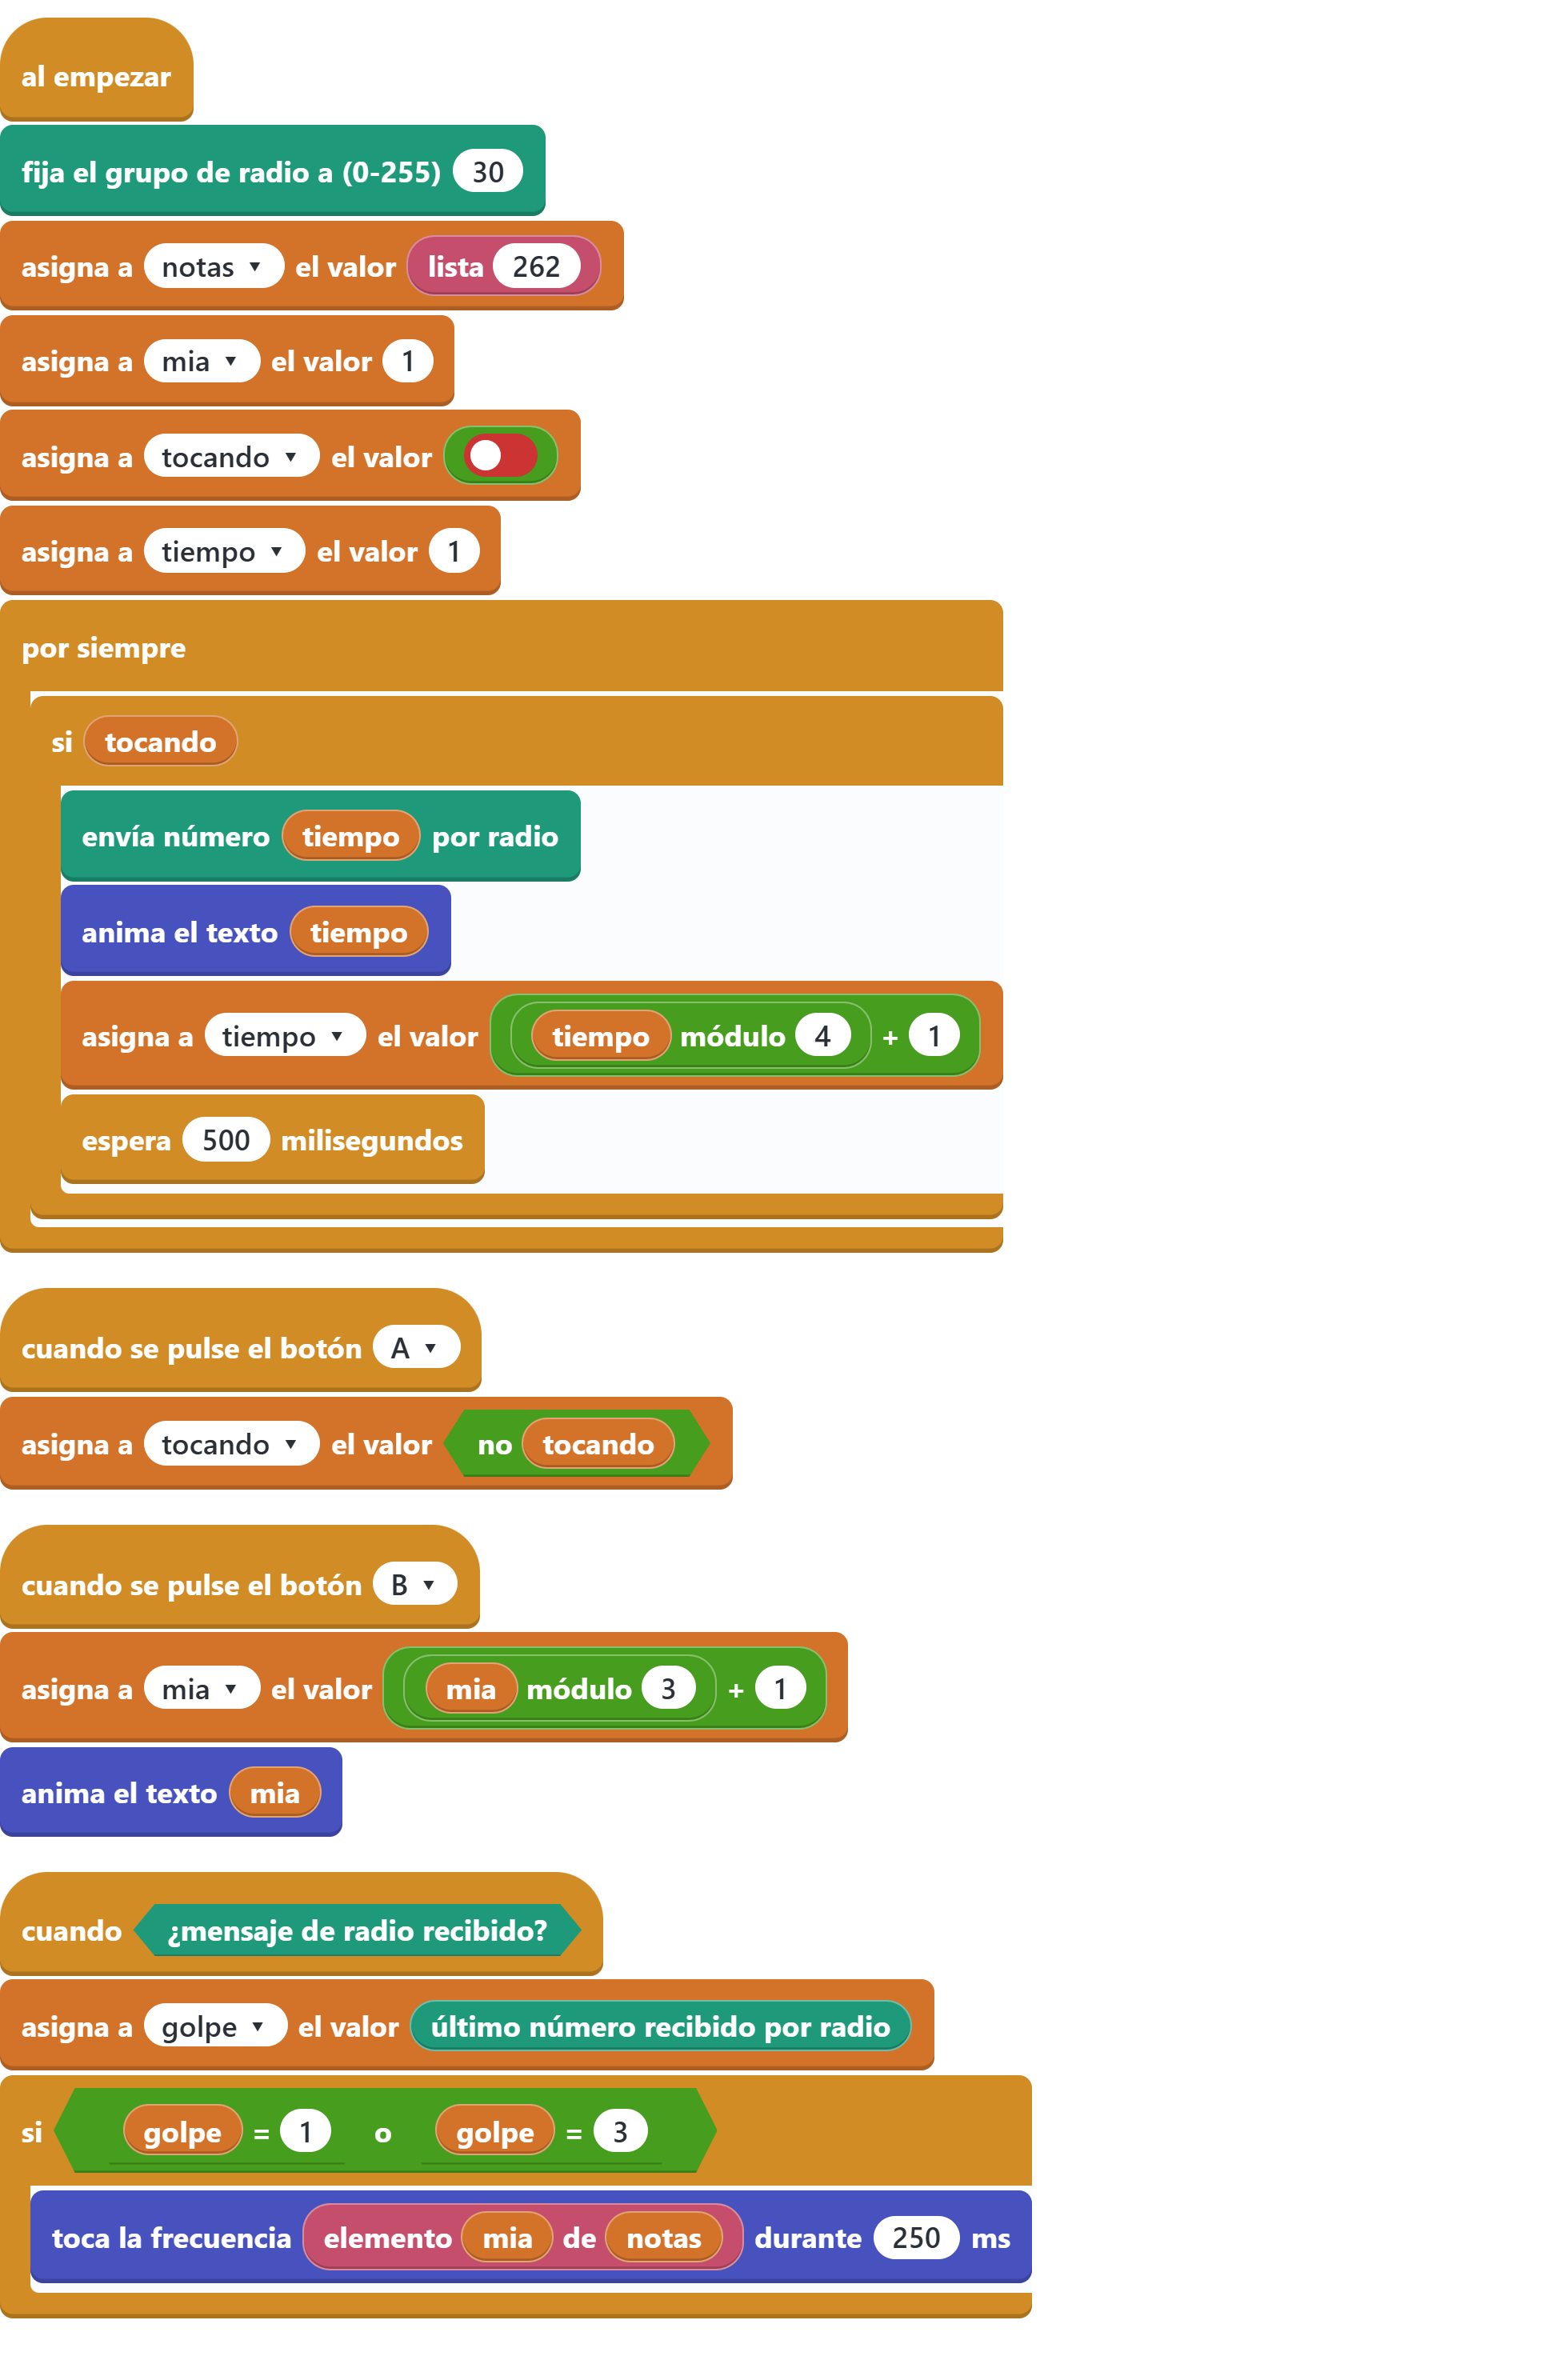 al empezar
fija el grupo de radio a (0-255) 30
asigna a notas el valor lista 262
asigna a mia el valor 1
asigna a tocando el valor
asigna a tiempo el valor 1
por siempre
si tocando
envía número tiempo por radio
anima el texto tiempo
asigna a tiempo el valor tiempo módulo 4 + 1
espera 500 milisegundos
cuando se pulse el botón A
asigna a tocando el valor no tocando
cuando se pulse el botón B
asigna a mia el valor mia módulo 3 + 1
anima el texto mia
cuando ¿mensaje de radio recibido?
asigna a golpe el valor último número recibido por radio
si golpe = 1 o golpe = 3
toca la frecuencia elemento mia de notas durante 250 ms